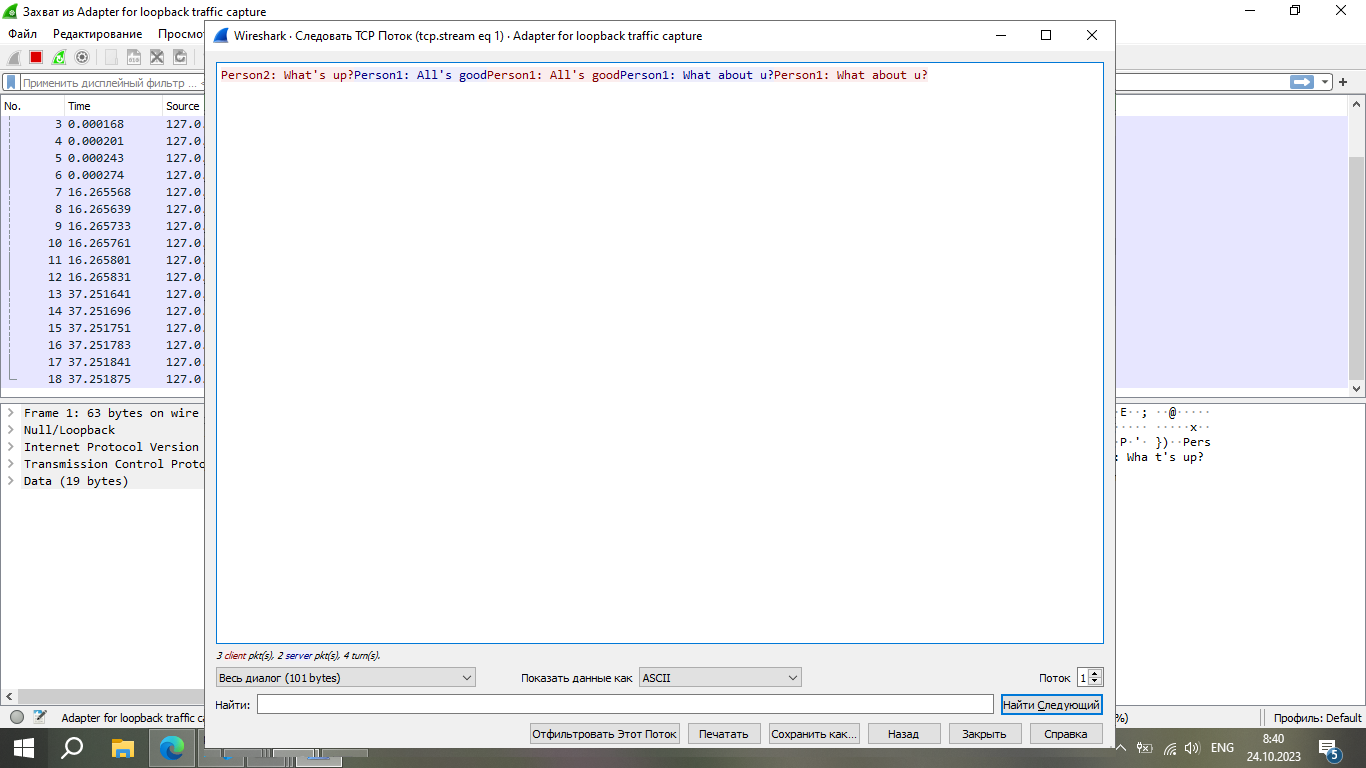 Захват из Adapter for loopback traffic capture
Файл Редактирование
Wireshark · Следовать TCP Поток (tcp.stream eq 1) · Adapter for loopback traffic capture
Применить дисплейный фильтр ...
Person2: What's up?Person1: All's goodPerson1: All's goodPerson1: What about u?Person1: What about u?
No. Time Source
3 0.000168 127.0.
4 0.000201 127.0.
5 0.000243 127.0.
6 0.000274 127.0.
7 16.265568 127.0.
8 16.265639 127.0.
9 16.265733 127.0.
10 16.265761 127.0.
11 16.265801 127.0.
12 16.265831 127.0.
13 37.251641 127.0.
14 37.251696 127.0.
15 37.251751 127.0.
16 37.251783 127.0.
17 37.251841 127.0.
18 37.251875 127.0.
Frame 1: 63 bytes on wire
Null/Loopback
Internet Protocol Version
Transmission Control Proto
Data (19 bytes)
E · · ; · · @ · · · · ·
· · · · · · · · · · x ·
P · ' · }) · · Pers
: Wha t's up?
3 client pkt(s), 2 server pkt(s), 4 turn(s).
Весь диалог (101 bytes) Показать данные как ASCII Поток 1
Найти: Найти Следующий
Отфильтровать Этот Поток Печатать Сохранить как… Назад Закрыть Справка
Adapter for loopback traffic ca
%) Профиль: Default
ENG
8:40
24.10.2023
5